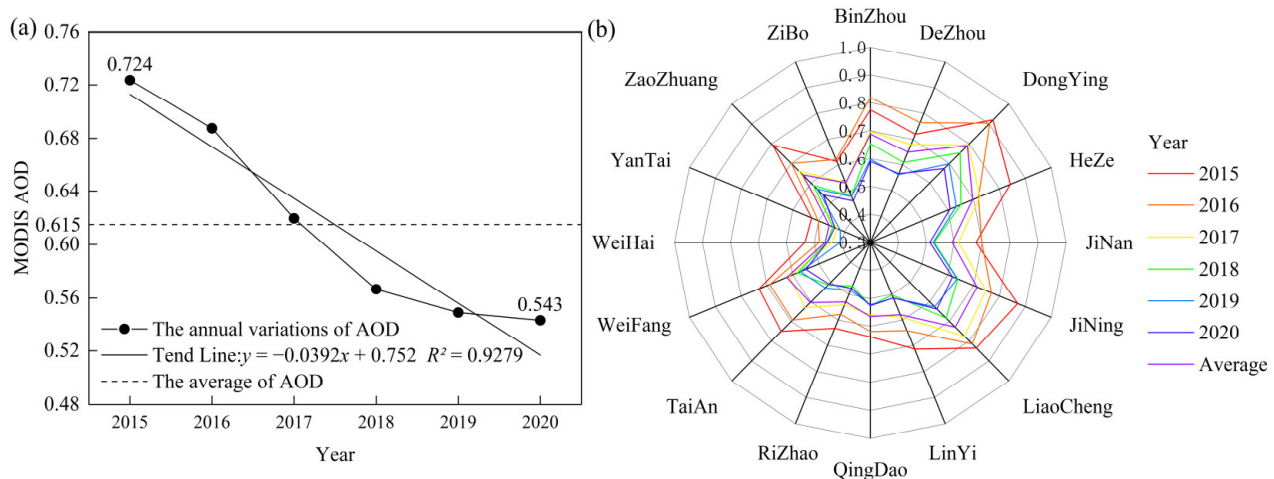 (a)
0.76
0.72
0.68
0.64
0.615
0.60
0.56
0.52
0.48
MODIS AOD
0.724
0.543
The annual variations of AOD
Tend Line:y = −0.0392x + 0.752 R² = 0.9279
The average of AOD
2015 2016 2017 2018 2019 2020
Year
(b)
BinZhou
DeZhou
DongYing
HeZe
JiNan
JiNing
LiaoCheng
LinYi
QingDao
RiZhao
TaiAn
WeiFang
WeiHai
YanTai
ZaoZhuang
ZiBo
1.0
0.9
0.8
0.7
0.6
0.5
0.4
0.3
Year
2015
2016
2017
2018
2019
2020
Average